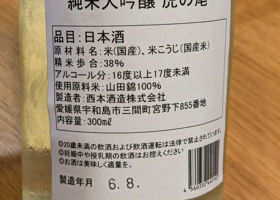 純米大吟醸 虎の尾
品目:日本酒
原材料名:米(国産)、米こうじ(国産米)
精米歩合:38%
アルコール分:16度以上17度未満
使用原料米:山田錦100%
製造者:西本酒造株式会社
愛媛県宇和島市三間町宮野下855番地
内容量:300ml
◎20歳未満の飲酒および飲酒運転は法律で禁止されています。
◎妊娠中や授乳期の飲酒はお控えください
◎お酒は美味しく適量を。
製造年月 6.8.